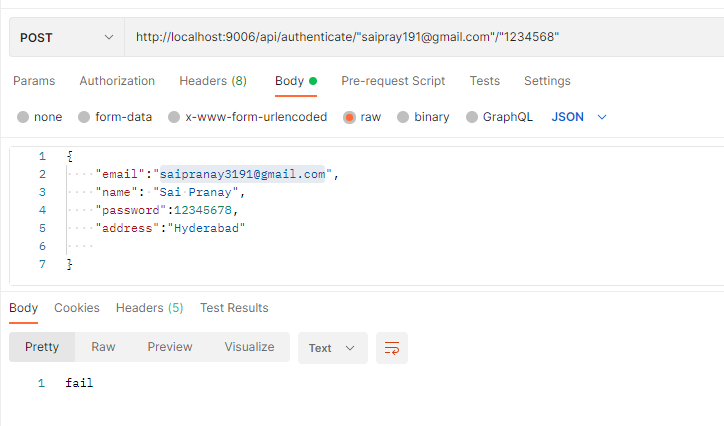 POST http://localhost:9006/api/authenticate/"saipray191@gmail.com"/"1234568"
Params Authorization Headers (8) Body Pre-request Script Tests Settings
none form-data x-www-form-urlencoded raw binary GraphQL JSON
1 {
2 ····"email":"saipranay3191@gmail.com",
3 ····"name": "Sai·Pranay",
4 ····"password":12345678,
5 ····"address":"Hyderabad"
6 ····
7 }
Body Cookies Headers (5) Test Results
Pretty Raw Preview Visualize Text
1 fail